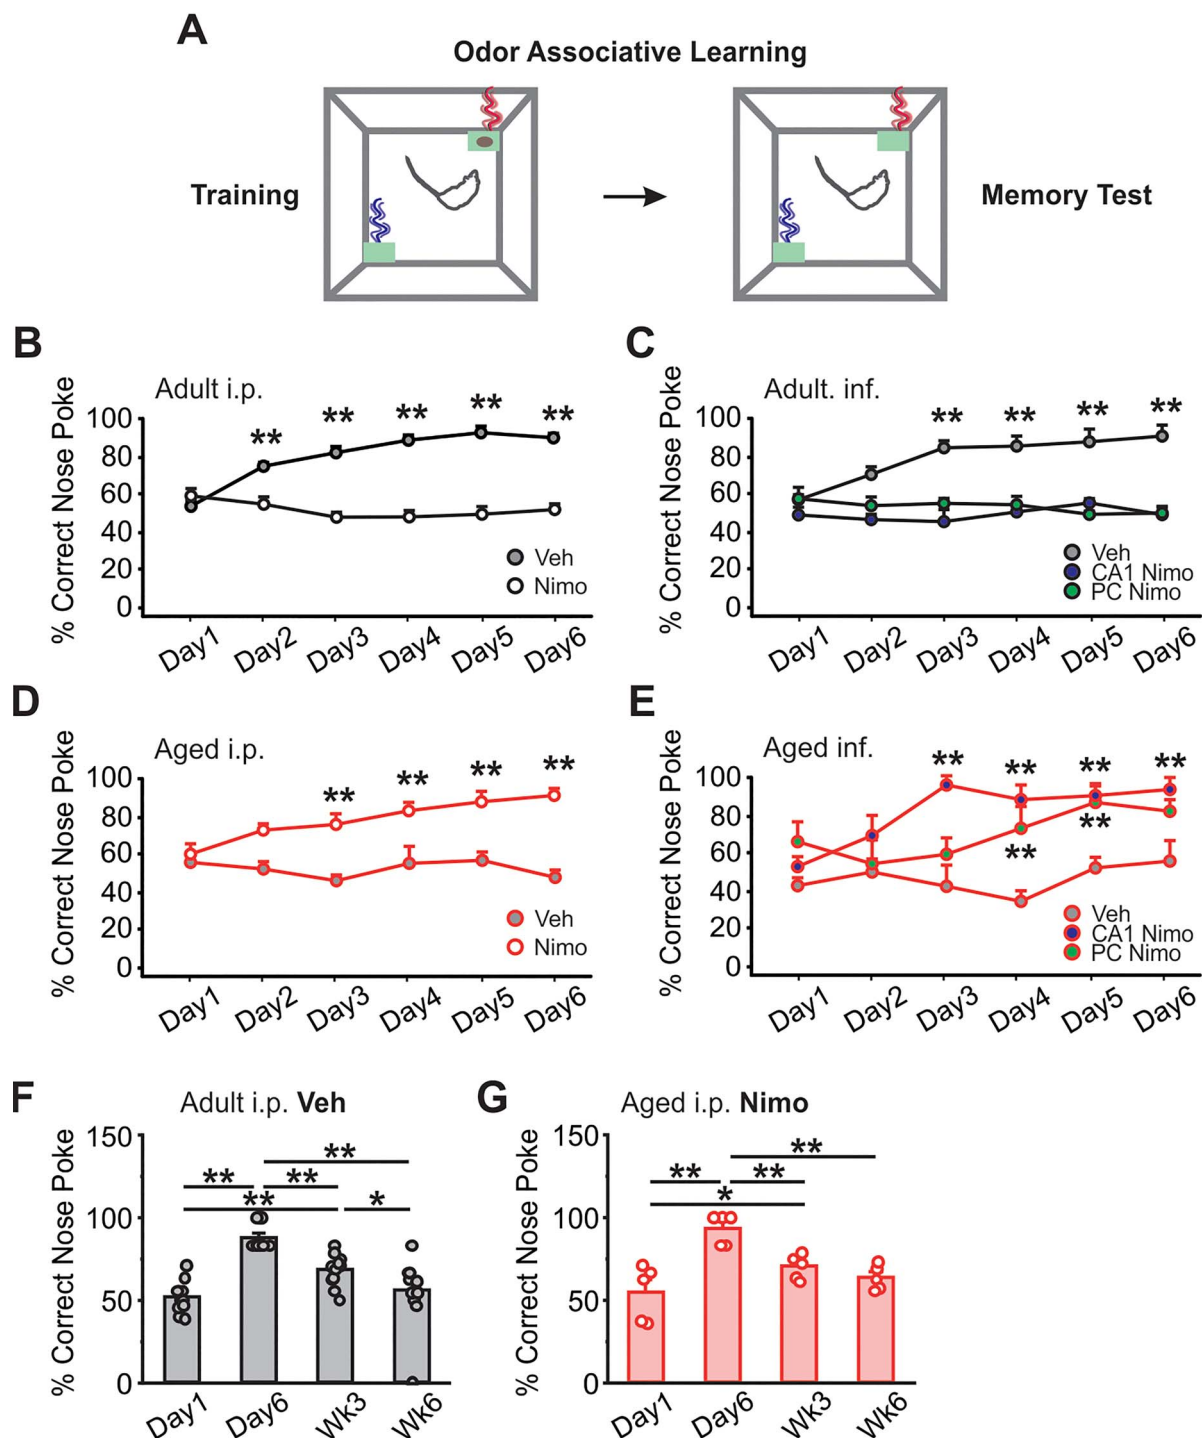 A
Odor Associative Learning
Training
Memory Test
B
Adult i.p.
% Correct Nose Poke
100
80
60
40
20
0
** ** ** ** **
Veh
Nimo
Day1 Day2 Day3 Day4 Day5 Day6
C
Adult. inf.
% Correct Nose Poke
100
80
60
40
20
0
** ** ** **
Veh
CA1 Nimo
PC Nimo
Day1 Day2 Day3 Day4 Day5 Day6
D
Aged i.p.
% Correct Nose Poke
100
80
60
40
20
0
** ** ** **
Veh
Nimo
Day1 Day2 Day3 Day4 Day5 Day6
E
Aged inf.
% Correct Nose Poke
100
80
60
40
20
0
** ** ** **
** **
Veh
CA1 Nimo
PC Nimo
Day1 Day2 Day3 Day4 Day5 Day6
F
Adult i.p. Veh
% Correct Nose Poke
150
100
50
0
**
** **
** *
Day1 Day6 Wk3 Wk6
G
Aged i.p. Nimo
% Correct Nose Poke
150
100
50
0
**
** **
*
Day1 Day6 Wk3 Wk6